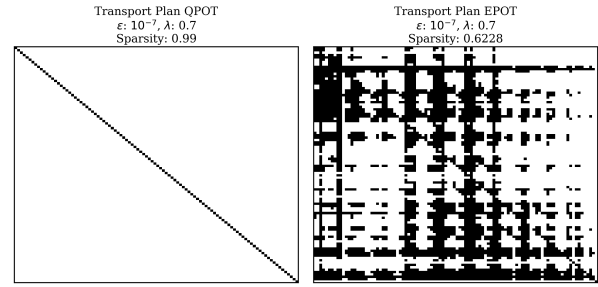 Transport Plan QPOT
ε: 10⁻⁷, λ: 0.7
Sparsity: 0.99
Transport Plan EPOT
ε: 10⁻⁷, λ: 0.7
Sparsity: 0.6228